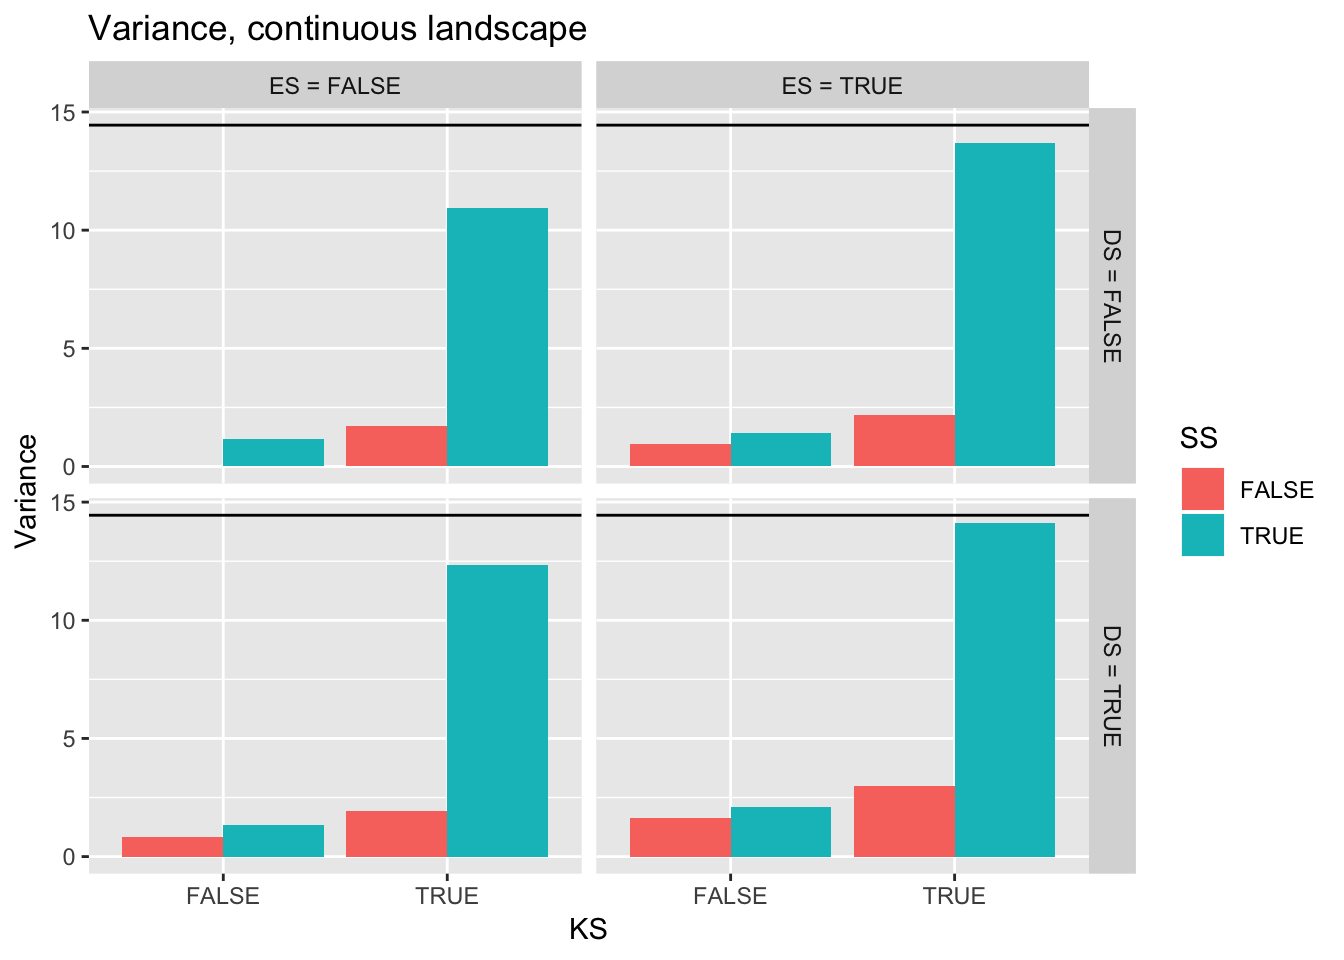 Variance, continuous landscape
ES = FALSE
ES = TRUE
15
10
5
0
DS = FALSE
15
10
5
0
DS = TRUE
Variance
FALSE
TRUE
FALSE
TRUE
KS
SS
FALSE
TRUE